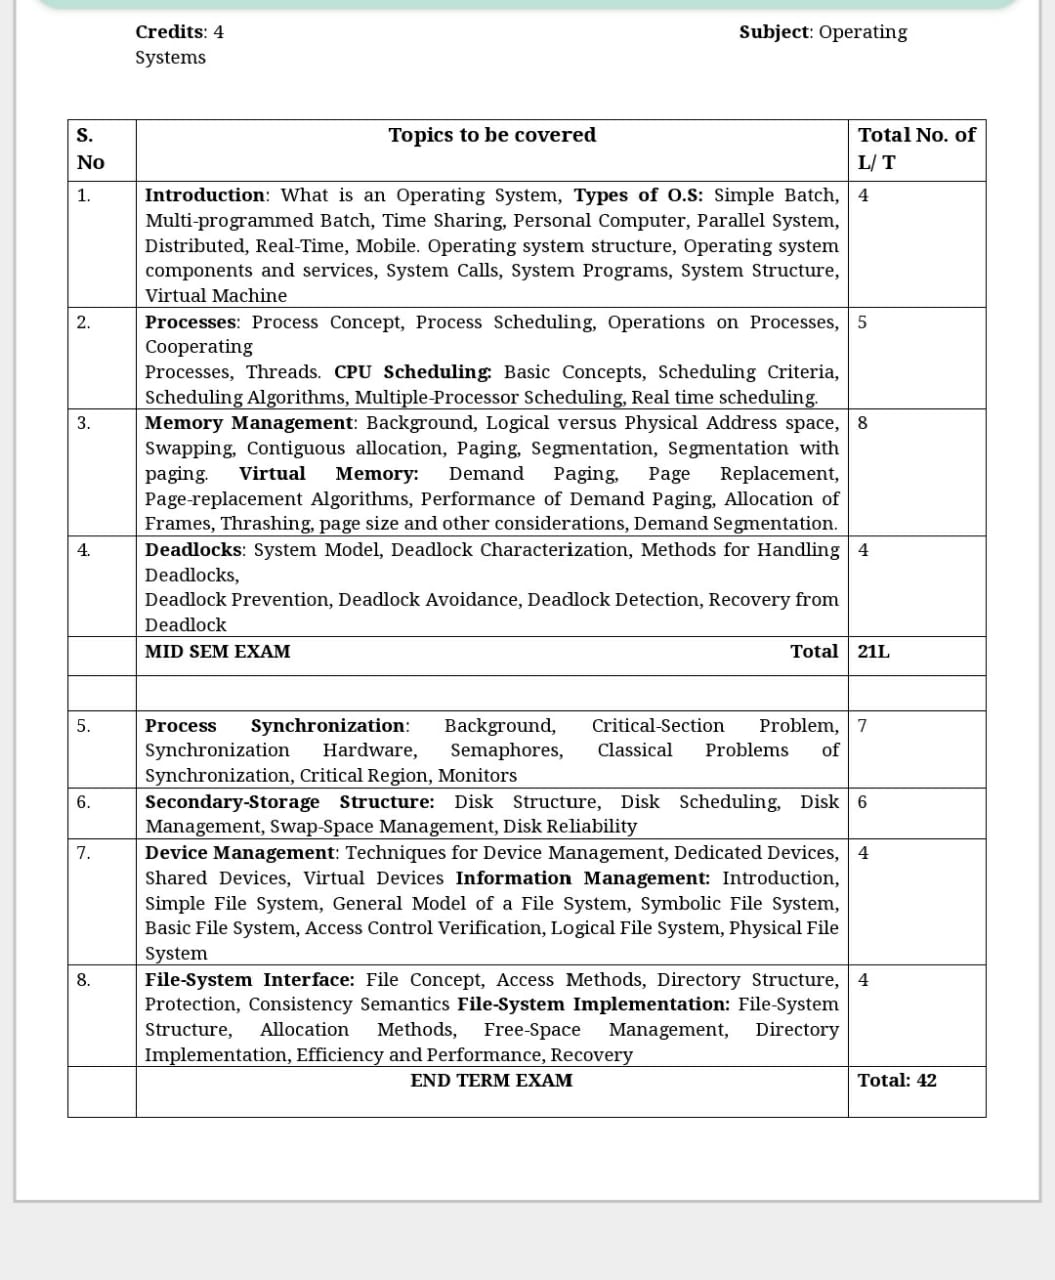 Credits: 4 Subject: Operating
Systems
S. No Topics to be covered Total No. of L/ T
1. Introduction: What is an Operating System, Types of O.S: Simple Batch, 4
Multi-programmed Batch, Time Sharing, Personal Computer, Parallel System,
Distributed, Real-Time, Mobile. Operating system structure, Operating system
components and services, System Calls, System Programs, System Structure,
Virtual Machine
2. Processes: Process Concept, Process Scheduling, Operations on Processes, 5
Cooperating
Processes, Threads. CPU Scheduling: Basic Concepts, Scheduling Criteria,
Scheduling Algorithms, Multiple-Processor Scheduling, Real time scheduling.
3. Memory Management: Background, Logical versus Physical Address space, 8
Swapping, Contiguous allocation, Paging, Segmentation, Segmentation with
paging. Virtual Memory: Demand Paging, Page Replacement,
Page-replacement Algorithms, Performance of Demand Paging, Allocation of
Frames, Thrashing, page size and other considerations, Demand Segmentation.
4. Deadlocks: System Model, Deadlock Characterization, Methods for Handling 4
Deadlocks,
Deadlock Prevention, Deadlock Avoidance, Deadlock Detection, Recovery from
Deadlock
MID SEM EXAM Total 21L
5. Process Synchronization: Background, Critical-Section Problem, 7
Synchronization Hardware, Semaphores, Classical Problems of
Synchronization, Critical Region, Monitors
6. Secondary-Storage Structure: Disk Structure, Disk Scheduling, Disk 6
Management, Swap-Space Management, Disk Reliability
7. Device Management: Techniques for Device Management, Dedicated Devices, 4
Shared Devices, Virtual Devices Information Management: Introduction,
Simple File System, General Model of a File System, Symbolic File System,
Basic File System, Access Control Verification, Logical File System, Physical File
System
8. File-System Interface: File Concept, Access Methods, Directory Structure, 4
Protection, Consistency Semantics File-System Implementation: File-System
Structure, Allocation Methods, Free-Space Management, Directory
Implementation, Efficiency and Performance, Recovery
END TERM EXAM Total: 42